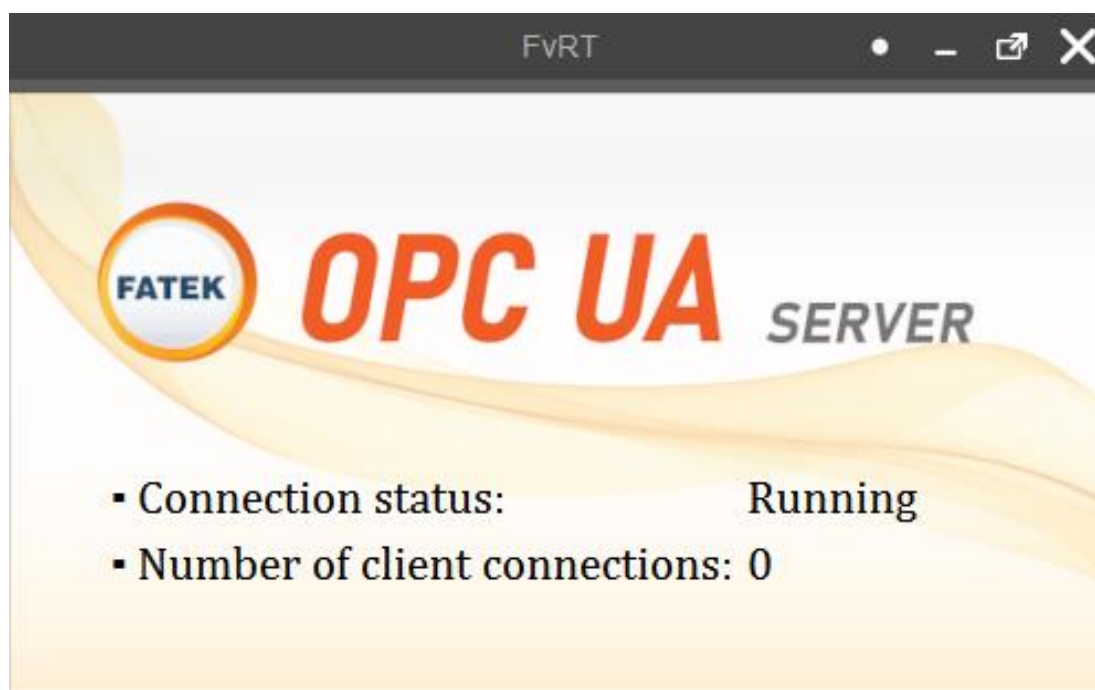 FvRT
FATEK
OPC UA SERVER
▪ Connection status: Running
▪ Number of client connections: 0